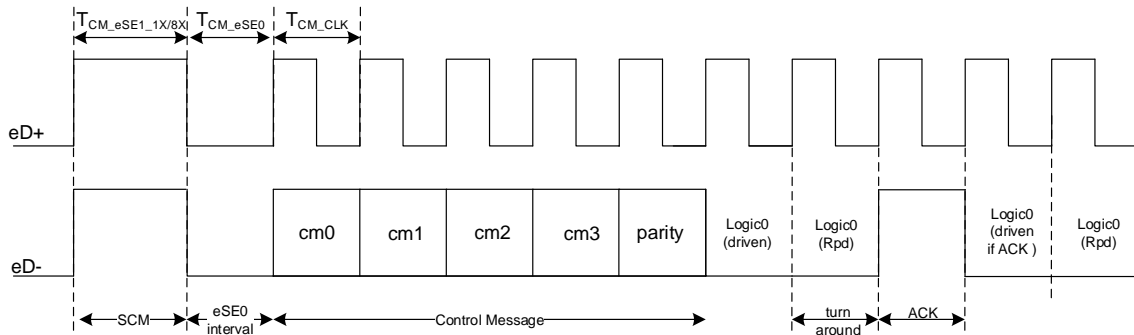 TCM_eSE1_1X/8X TCM_eSE0 TCM_CLK
eD+
eD-
cm0 cm1 cm2 cm3 parity
Logic0
(driven)
Logic0
(Rpd)
Logic0
(driven
if ACK )
Logic0
(Rpd)
SCM
eSE0
interval
Control Message
turn
around
ACK